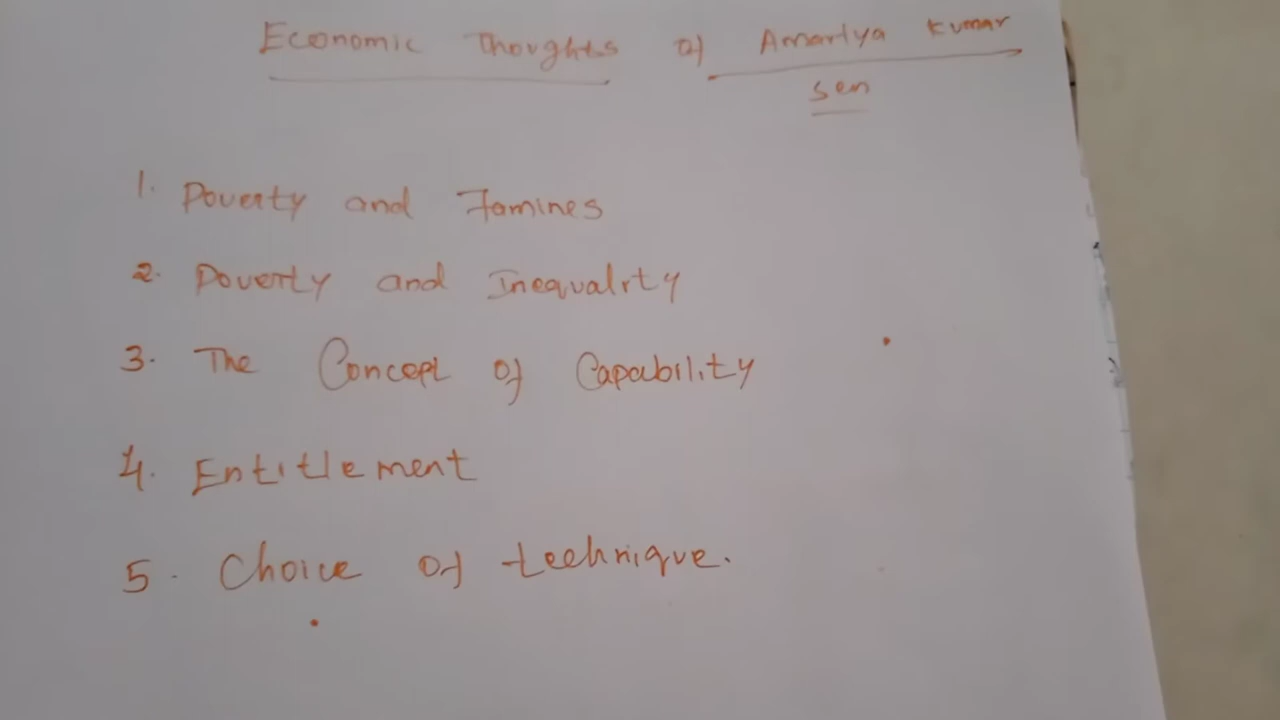 Economic Thoughts of Amartya Kumar
Sen
1. Poverty and Famines
2. Poverty and Inequality
3. The Concept of Capability
4. Entitlement
5. Choice of technique.